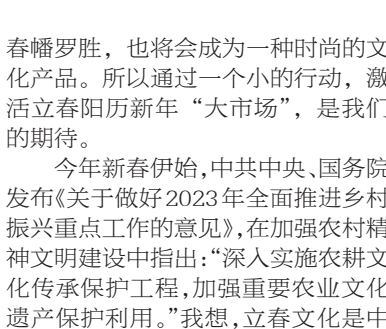 春幡罗胜，也将会成为一种时尚的文
化产品。所以通过一个小的行动，激
活立春阳历新年“大市场”，是我们
的期待。
今年新春伊始,中共中央、国务院
发布《关于做好2023年全面推进乡村
振兴重点工作的意见》,在加强农村精
神文明建设中指出:“深入实施农耕文
化传承保护工程,加强重要农业文化
遗产保护利用。”我想,立春文化是中